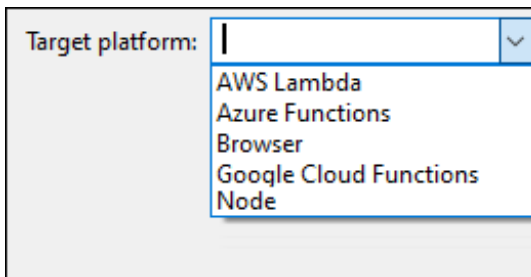 Target platform:
AWS Lambda
Azure Functions
Browser
Google Cloud Functions
Node